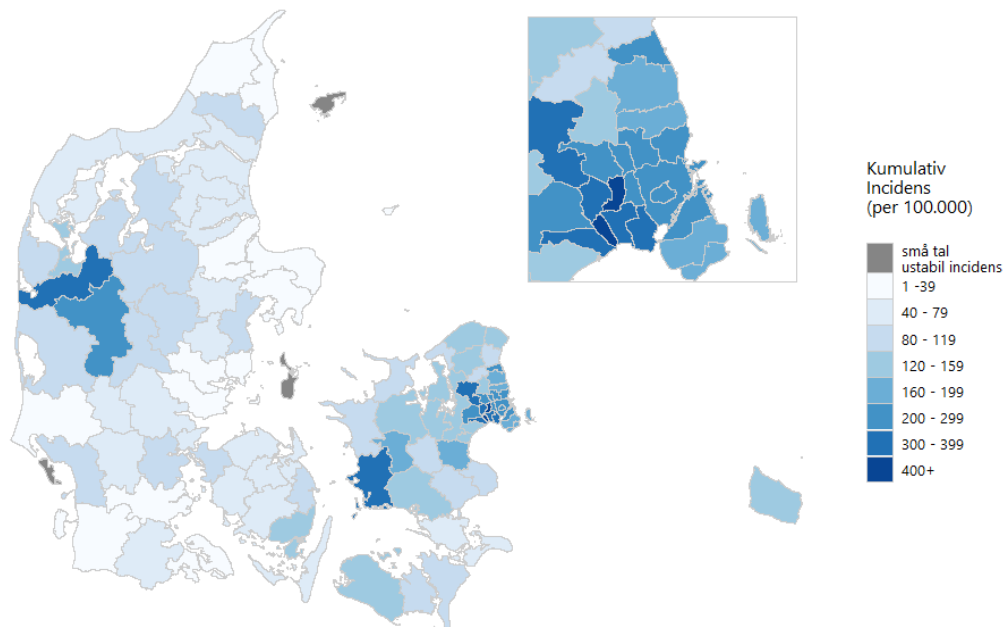 Kumulativ
Incidens
(per 100.000)
små tal
ustabil incidens
1 -39
40 - 79
80 - 119
120 - 159
160 - 199
200 - 299
300 - 399
400+